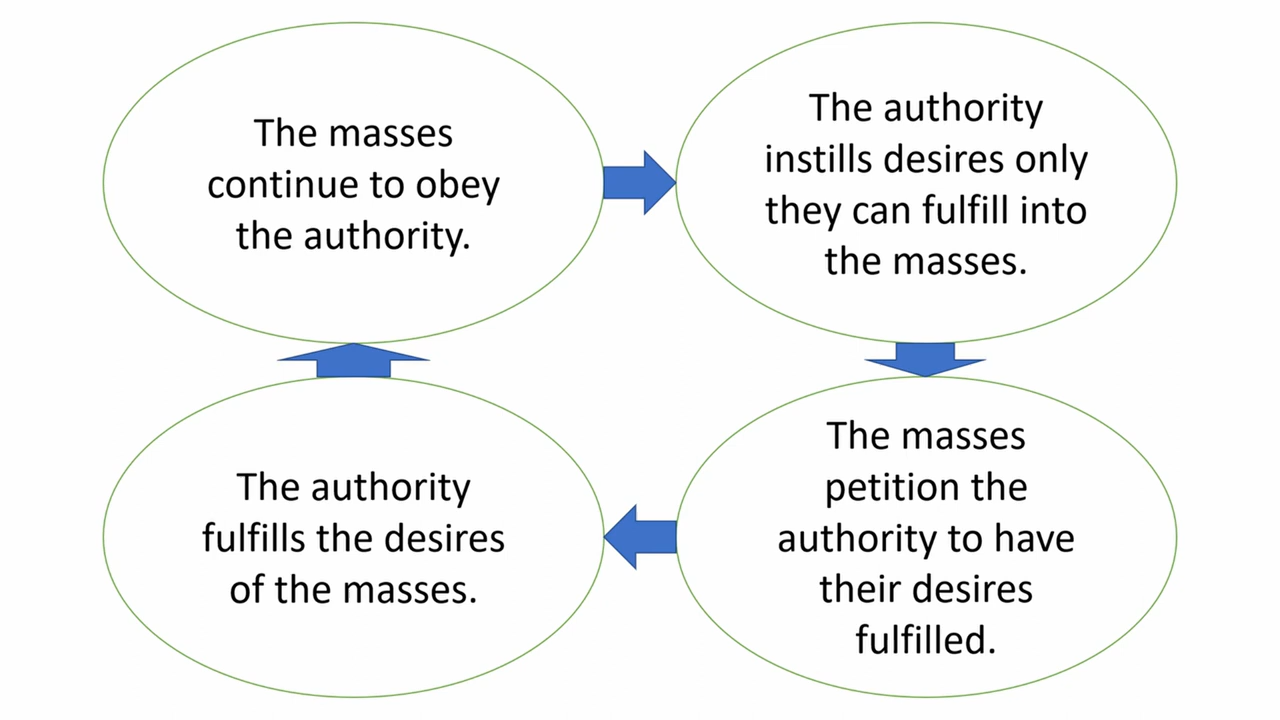 The masses
continue to obey
the authority.
The authority
instills desires only
they can fulfill into
the masses.
The masses
petition the
authority to have
their desires
fulfilled.
The authority
fulfills the desires
of the masses.